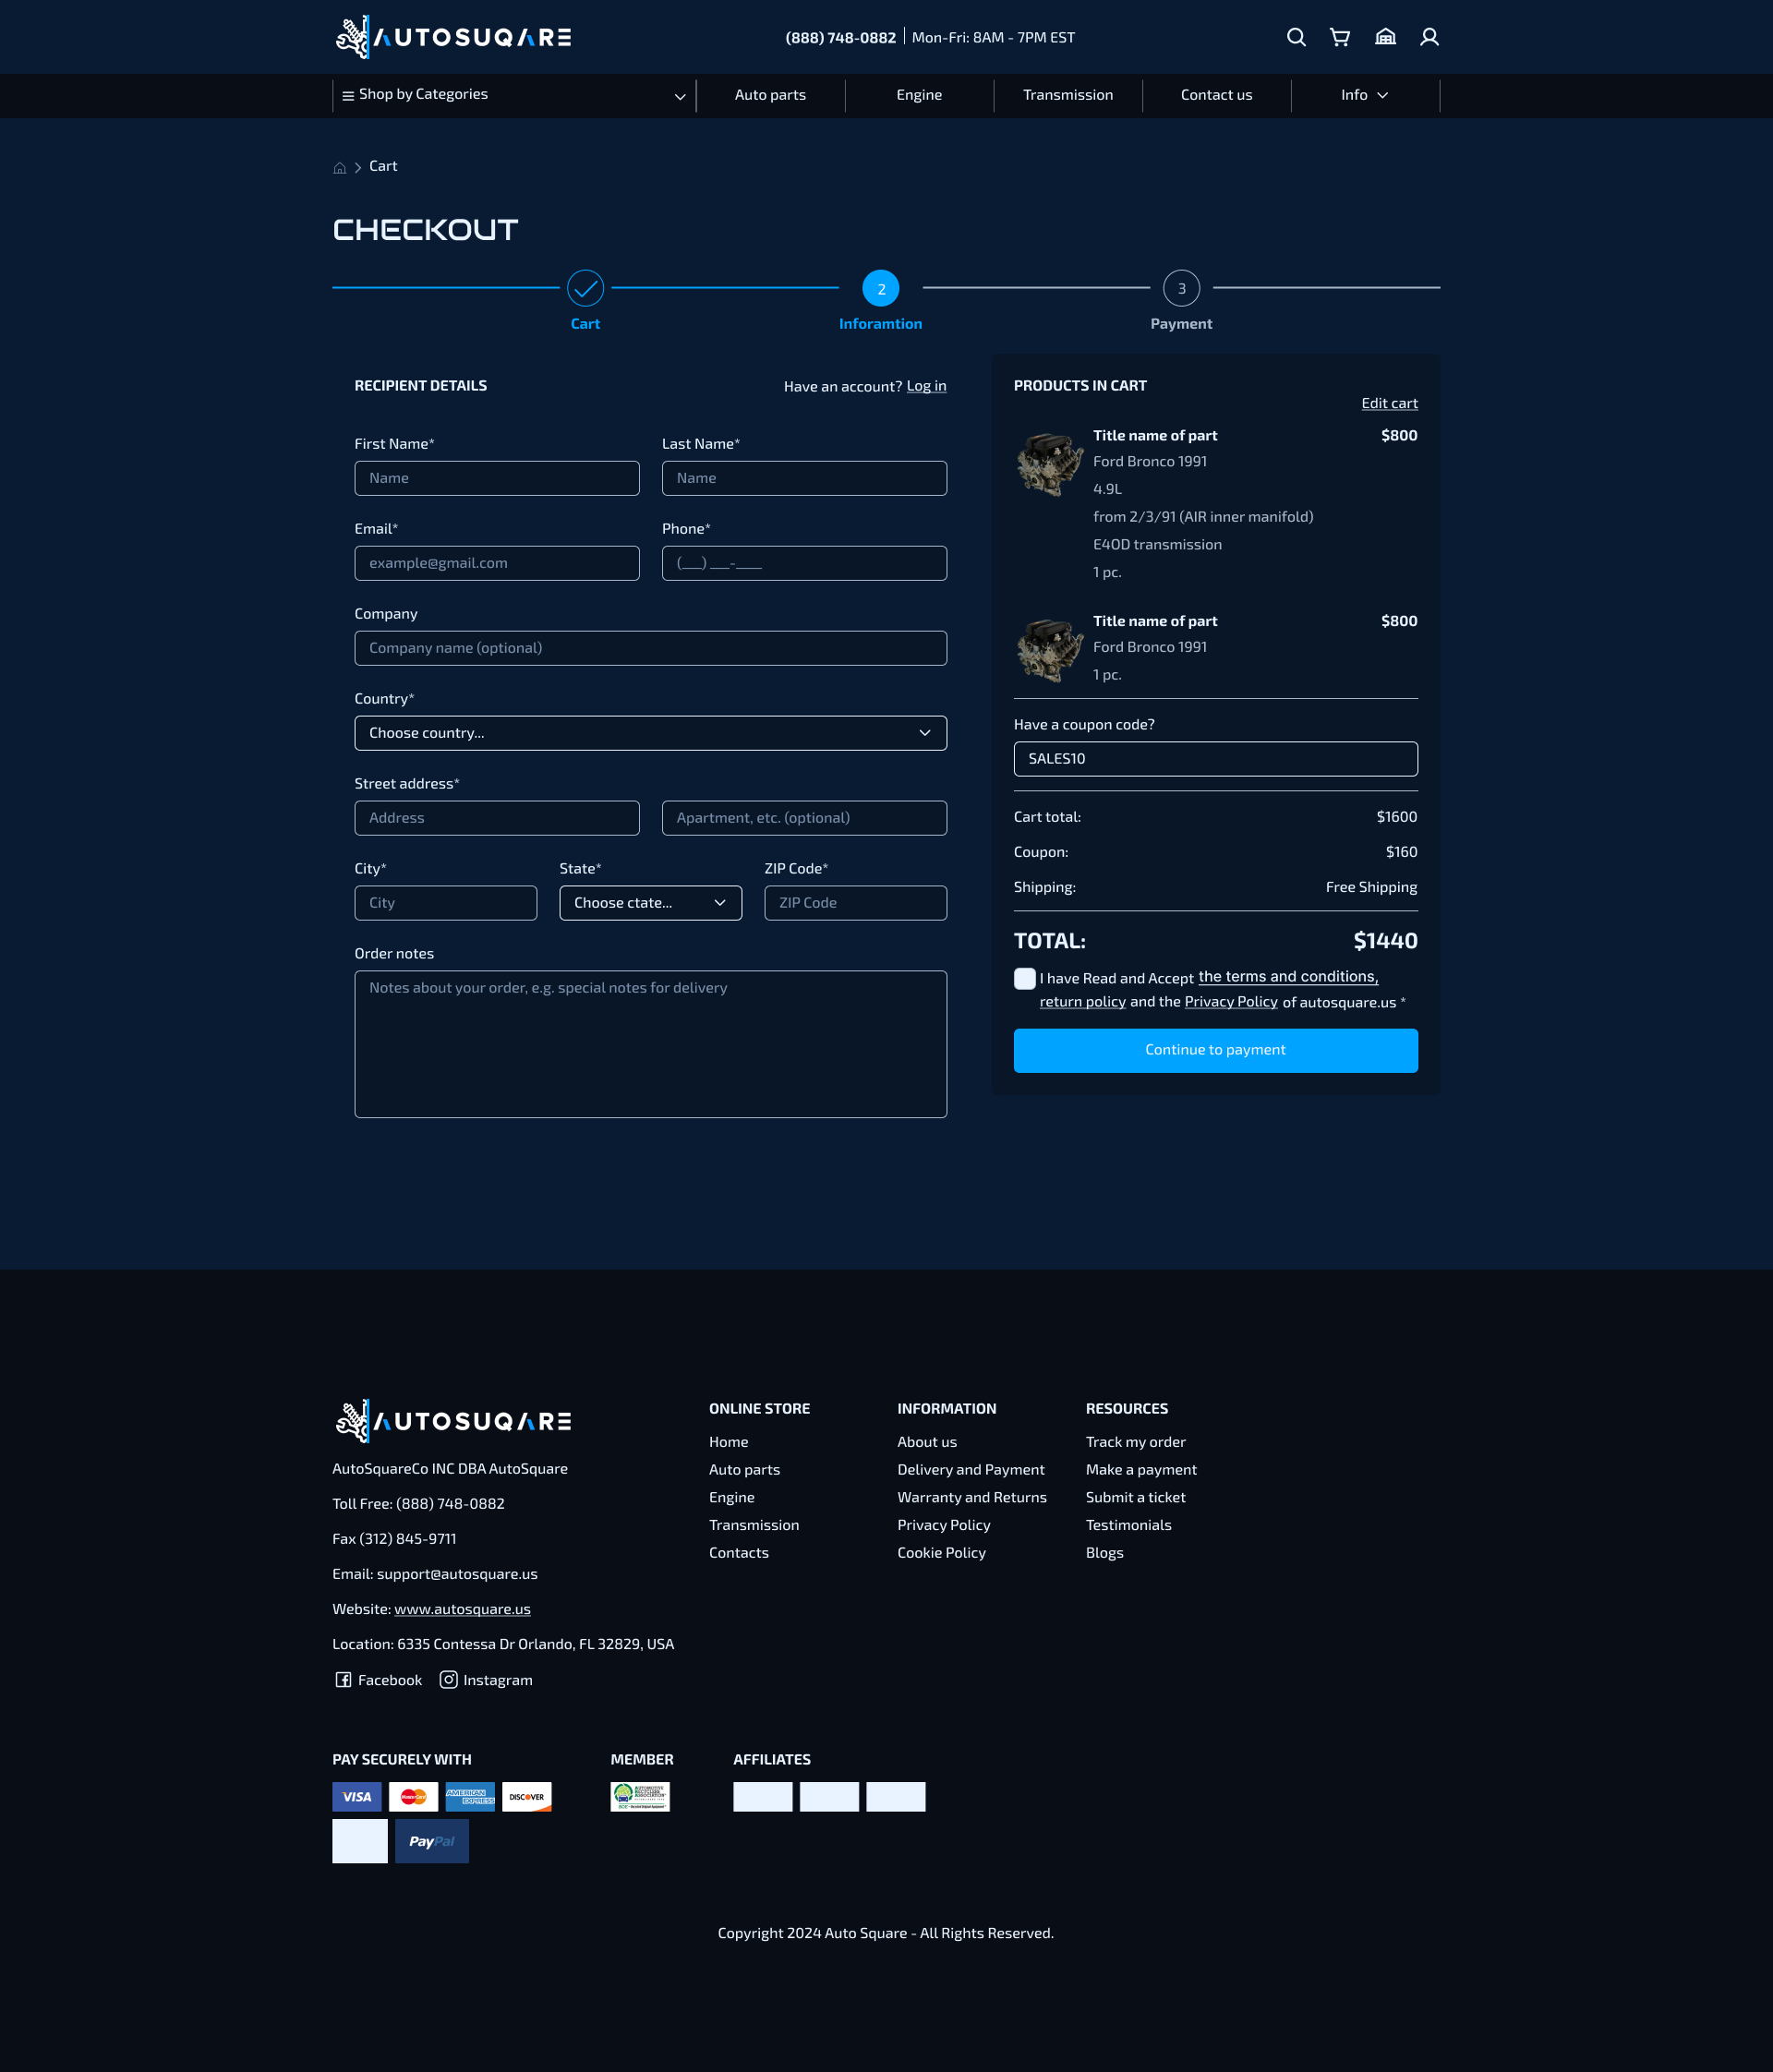 AUTOSUQARE
(888) 748-0882 Mon-Fri: 8AM - 7PM EST
Shop by Categories Auto parts Engine Transmission Contact us Info
Cart
CHECKOUT
2 3
Cart Inforamtion Payment
RECIPIENT DETAILS Have an account? Log in
First Name* Last Name*
Name Name
Email* Phone*
example@gmail.com (__) __-___
Company
Company name (optional)
Country*
Choose country...
Street address*
Address Apartment, etc. (optional)
City* State* ZIP Code*
City Choose ctate... ZIP Code
Order notes
Notes about your order, e.g. special notes for delivery
PRODUCTS IN CART
Edit cart
Title name of part $800
Ford Bronco 1991
4.9L
from 2/3/91 (AIR inner manifold)
E4OD transmission
1 pc.
Title name of part $800
Ford Bronco 1991
1 pc.
Have a coupon code?
SALES10
Cart total: $1600
Coupon: $160
Shipping: Free Shipping
TOTAL: $1440
I have Read and Accept the terms and conditions,
return policy and the Privacy Policy of autosquare.us *
Continue to payment
AUTOSUQARE
AutoSquareCo INC DBA AutoSquare
Toll Free: (888) 748-0882
Fax (312) 845-9711
Email: support@autosquare.us
Website: www.autosquare.us
Location: 6335 Contessa Dr Orlando, FL 32829, USA
Facebook Instagram
ONLINE STORE
Home
Auto parts
Engine
Transmission
Contacts
INFORMATION
About us
Delivery and Payment
Warranty and Returns
Privacy Policy
Cookie Policy
RESOURCES
Track my order
Make a payment
Submit a ticket
Testimonials
Blogs
PAY SECURELY WITH MEMBER AFFILIATES
VISA MasterCard AMERICAN EXPRESS DISCOVER
AUTOMOTIVE
RECYCLERS
ASSOCIATION
PayPal
Copyright 2024 Auto Square - All Rights Reserved.